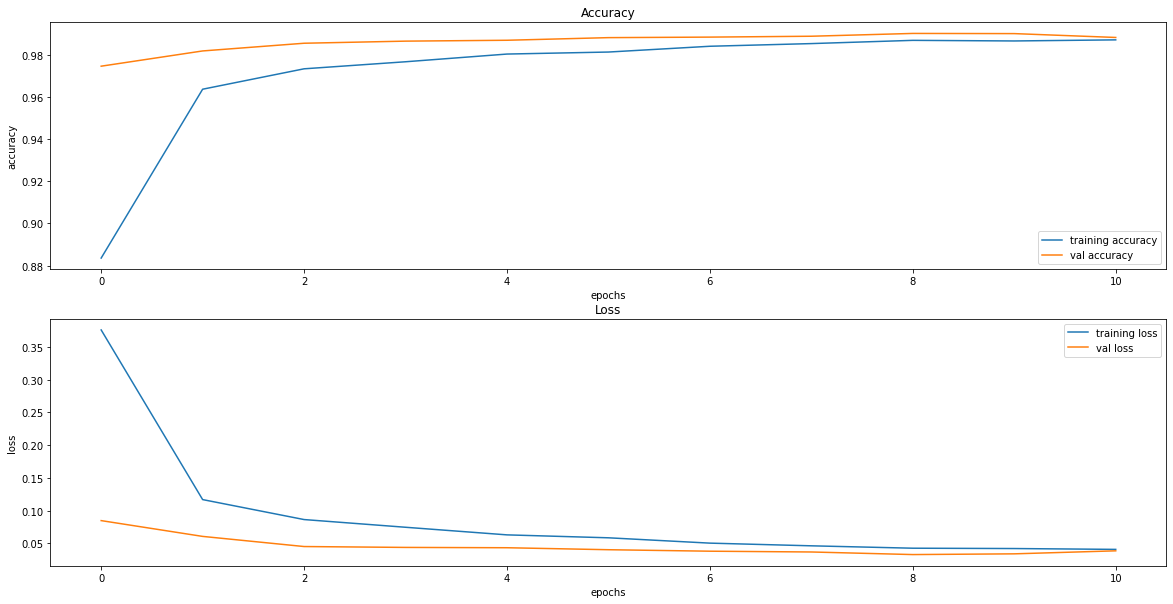 Accuracy
0.98
0.96
0.94
0.92
0.90
0.88
accuracy
training accuracy
val accuracy
0 2 4 6 8 10
epochs
Loss
0.35
0.30
0.25
0.20
0.15
0.10
0.05
loss
training loss
val loss
0 2 4 6 8 10
epochs